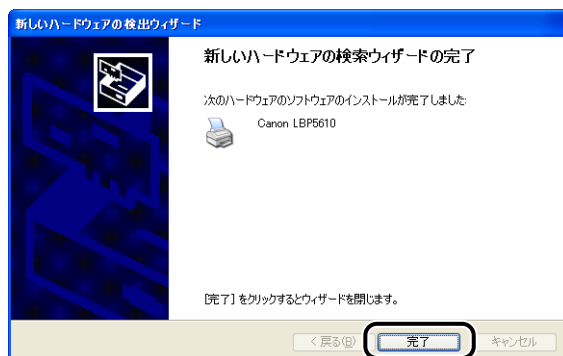 新しいハードウェアの検出ウィザード
新しいハードウェアの検索ウィザードの完了
次のハードウェアのソフトウェアのインストールが完了しました:
Canon LBP5610
[完了] をクリックするとウィザードを閉じます。
< 戻る(B)
完了
キャンセル